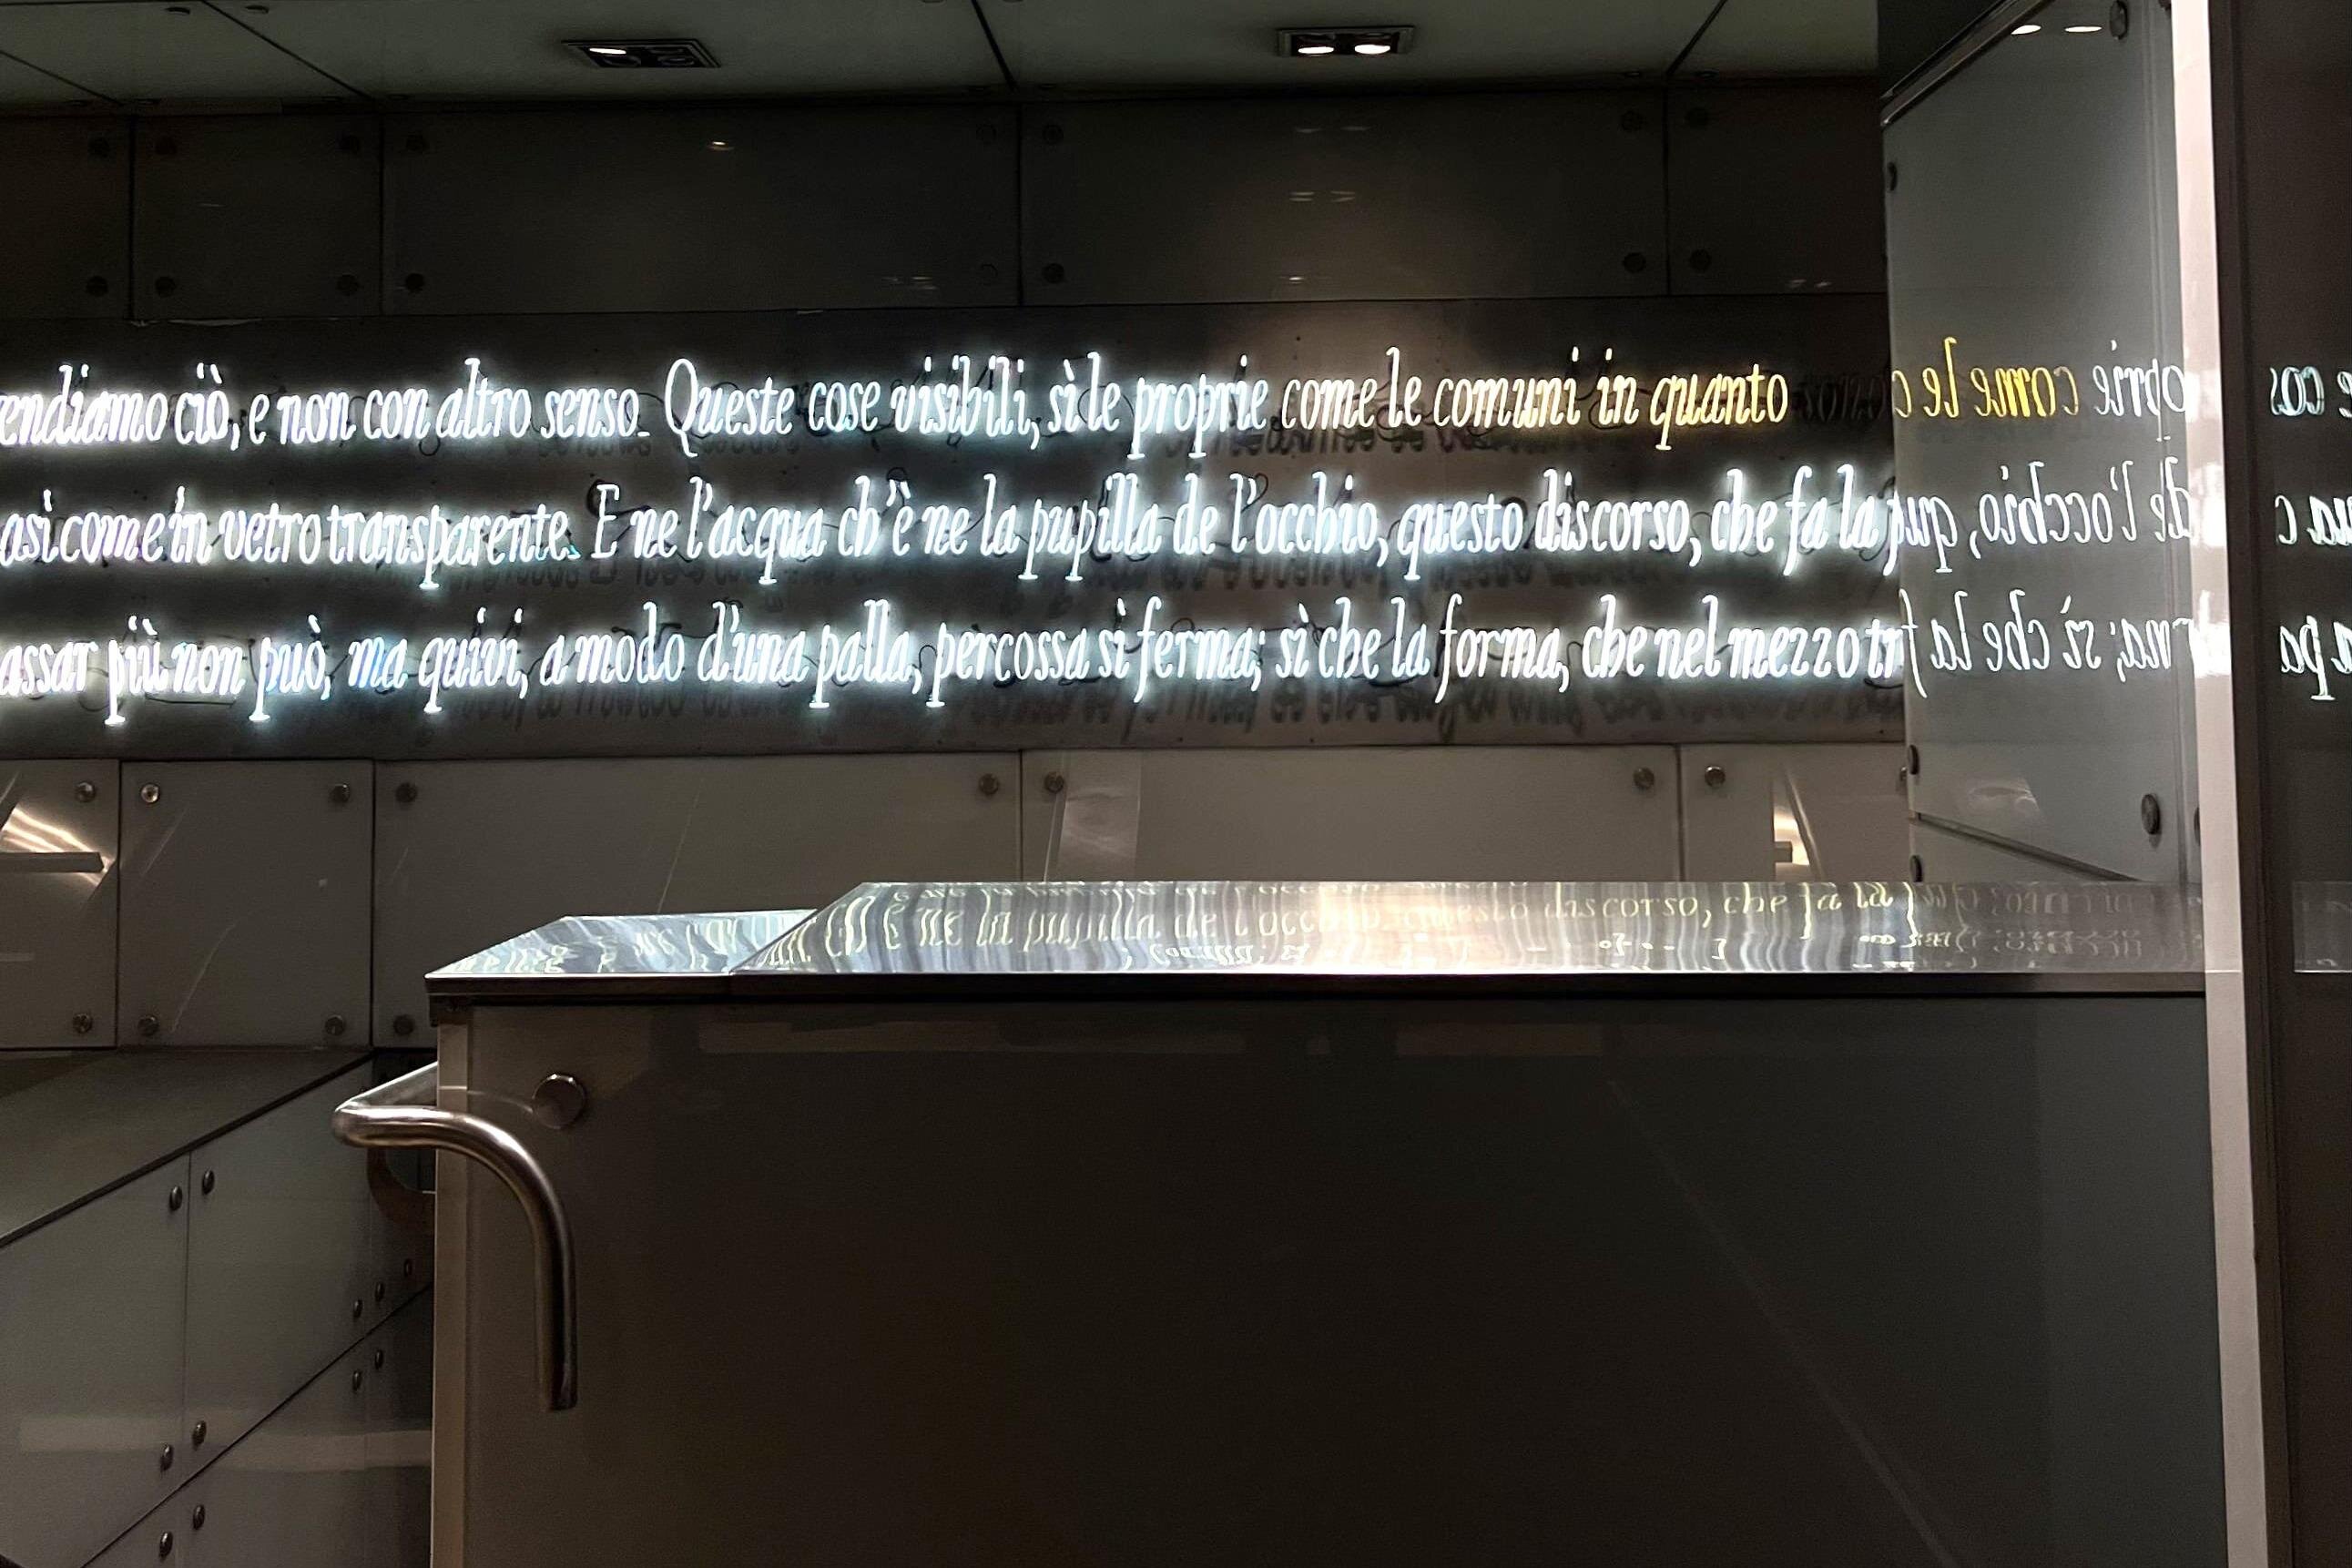 endiamo ciò, e non con altro senso. Queste cose visibili, sì le proprie come le comuni in quanto
asì come in vetro transparente. E ne l'acqua ch'è ne la pupilla de l'occhio, questo discorso, che fa la
assar più non può, ma quivi, a modo d'una palla, percossa si ferma; sì che la forma, che nel mezzo tr